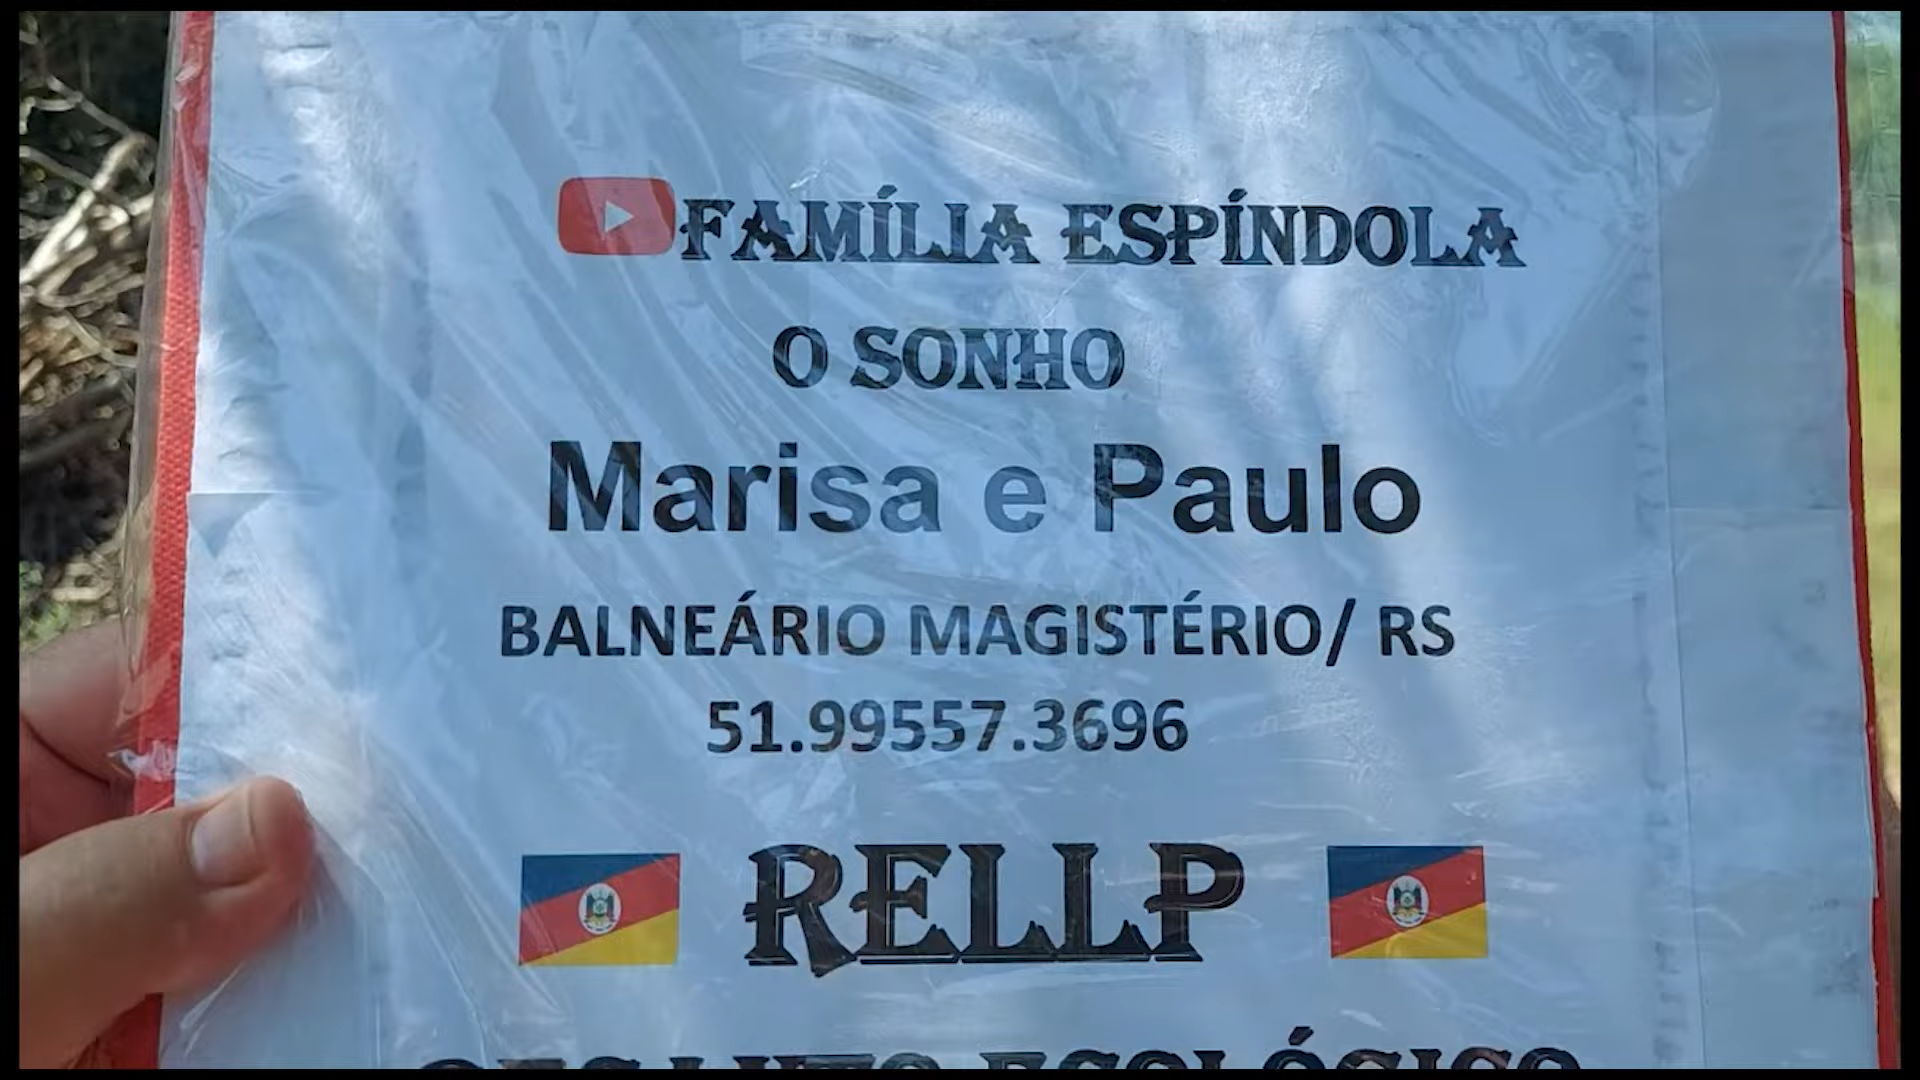 FAMÍLIA ESPÍNDOLA
O SONHO
Marisa e Paulo
BALNEÁRIO MAGISTÉRIO/ RS
51.99557.3696
RELLP